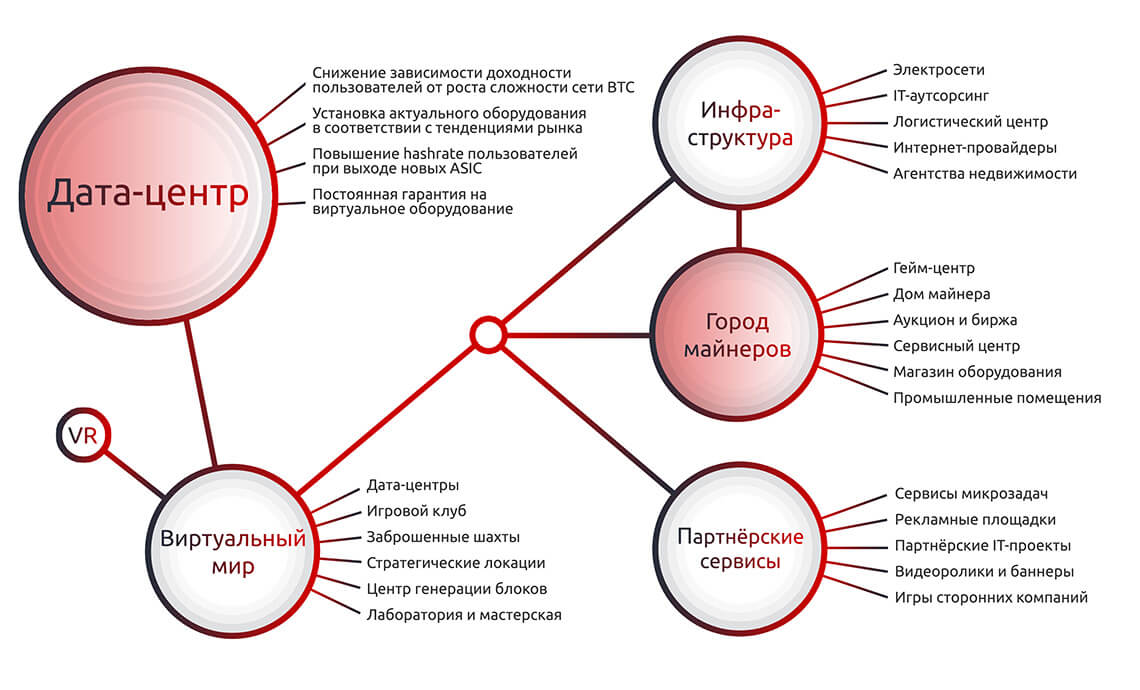 Дата-центр
Снижение зависимости доходности
пользователей от роста сложности сети BTC
Установка актуального оборудования
в соответствии с тенденциями рынка
Повышение hashrate пользователей
при выходе новых ASIC
Постоянная гарантия на
виртуальное оборудование
Инфра-
структура
Электросети
IT-аутсорсинг
Логистический центр
Интернет-провайдеры
Агентства недвижимости
Город
майнеров
Гейм-центр
Дом майнера
Аукцион и биржа
Сервисный центр
Магазин оборудования
Промышленные помещения
VR
Виртуальный
мир
Дата-центры
Игровой клуб
Заброшенные шахты
Стратегические локации
Центр генерации блоков
Лаборатория и мастерская
Партнёрские
сервисы
Сервисы микрозадач
Рекламные площадки
Партнёрские IT-проекты
Видеоролики и баннеры
Игры сторонних компаний